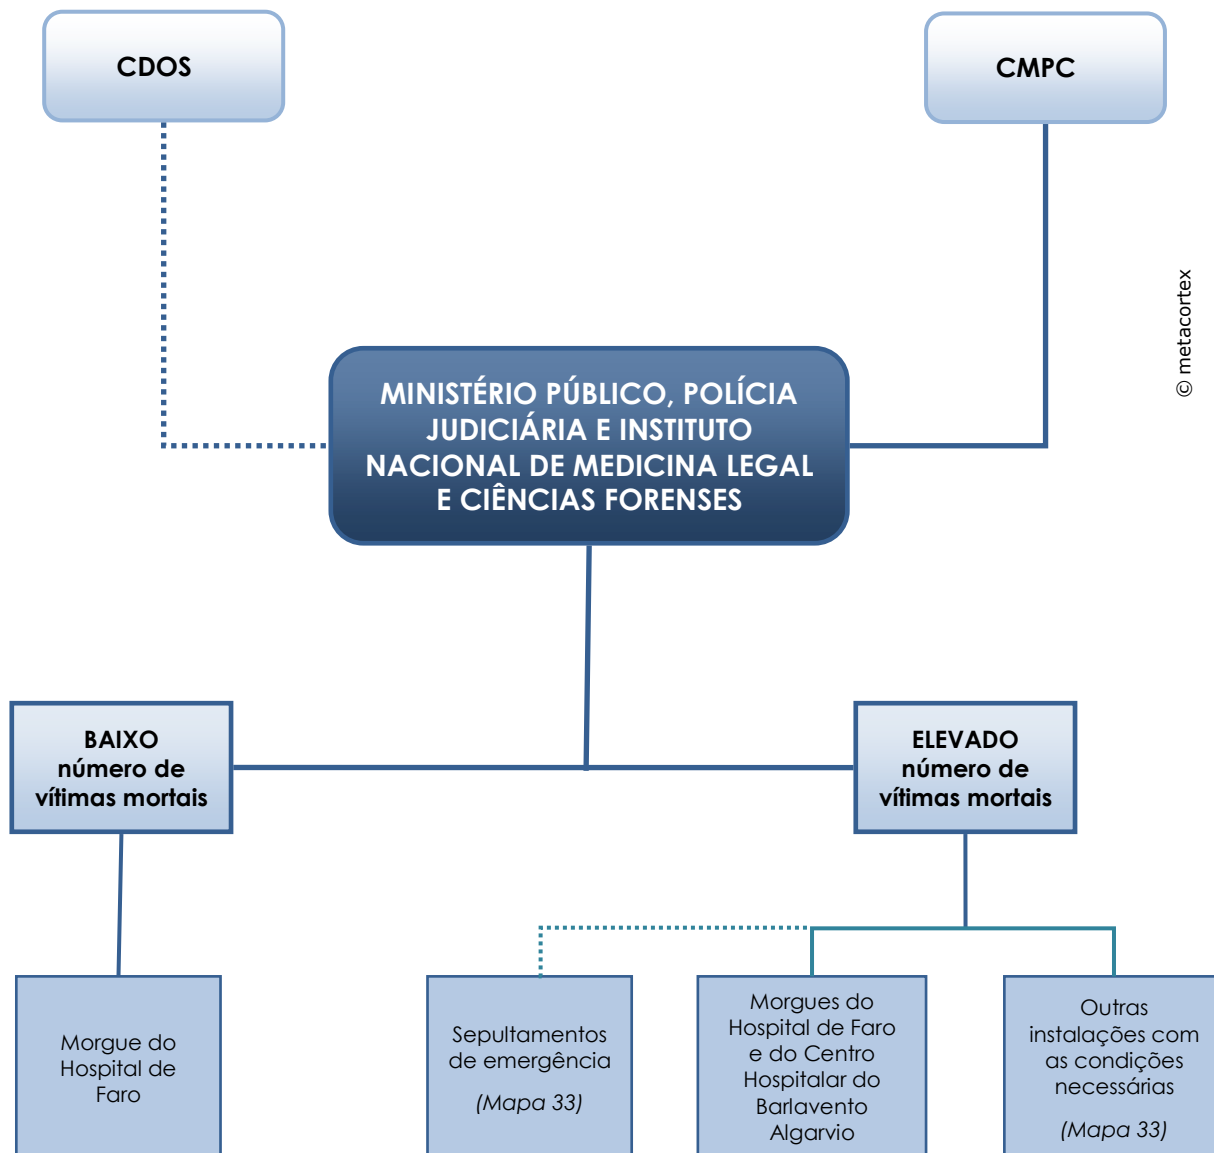 CDOS
CMPC
© metacortex
MINISTÉRIO PÚBLICO, POLÍCIA
JUDICIÁRIA E INSTITUTO
NACIONAL DE MEDICINA LEGAL
E CIÊNCIAS FORENSES
BAIXO
número de
vítimas mortais
ELEVADO
número de
vítimas mortais
Morgue do
Hospital de
Faro
Sepultamentos
de emergência
(Mapa 33)
Morgues do
Hospital de Faro
e do Centro
Hospitalar do
Barlavento
Algarvio
Outras
instalações com
as condições
necessárias
(Mapa 33)